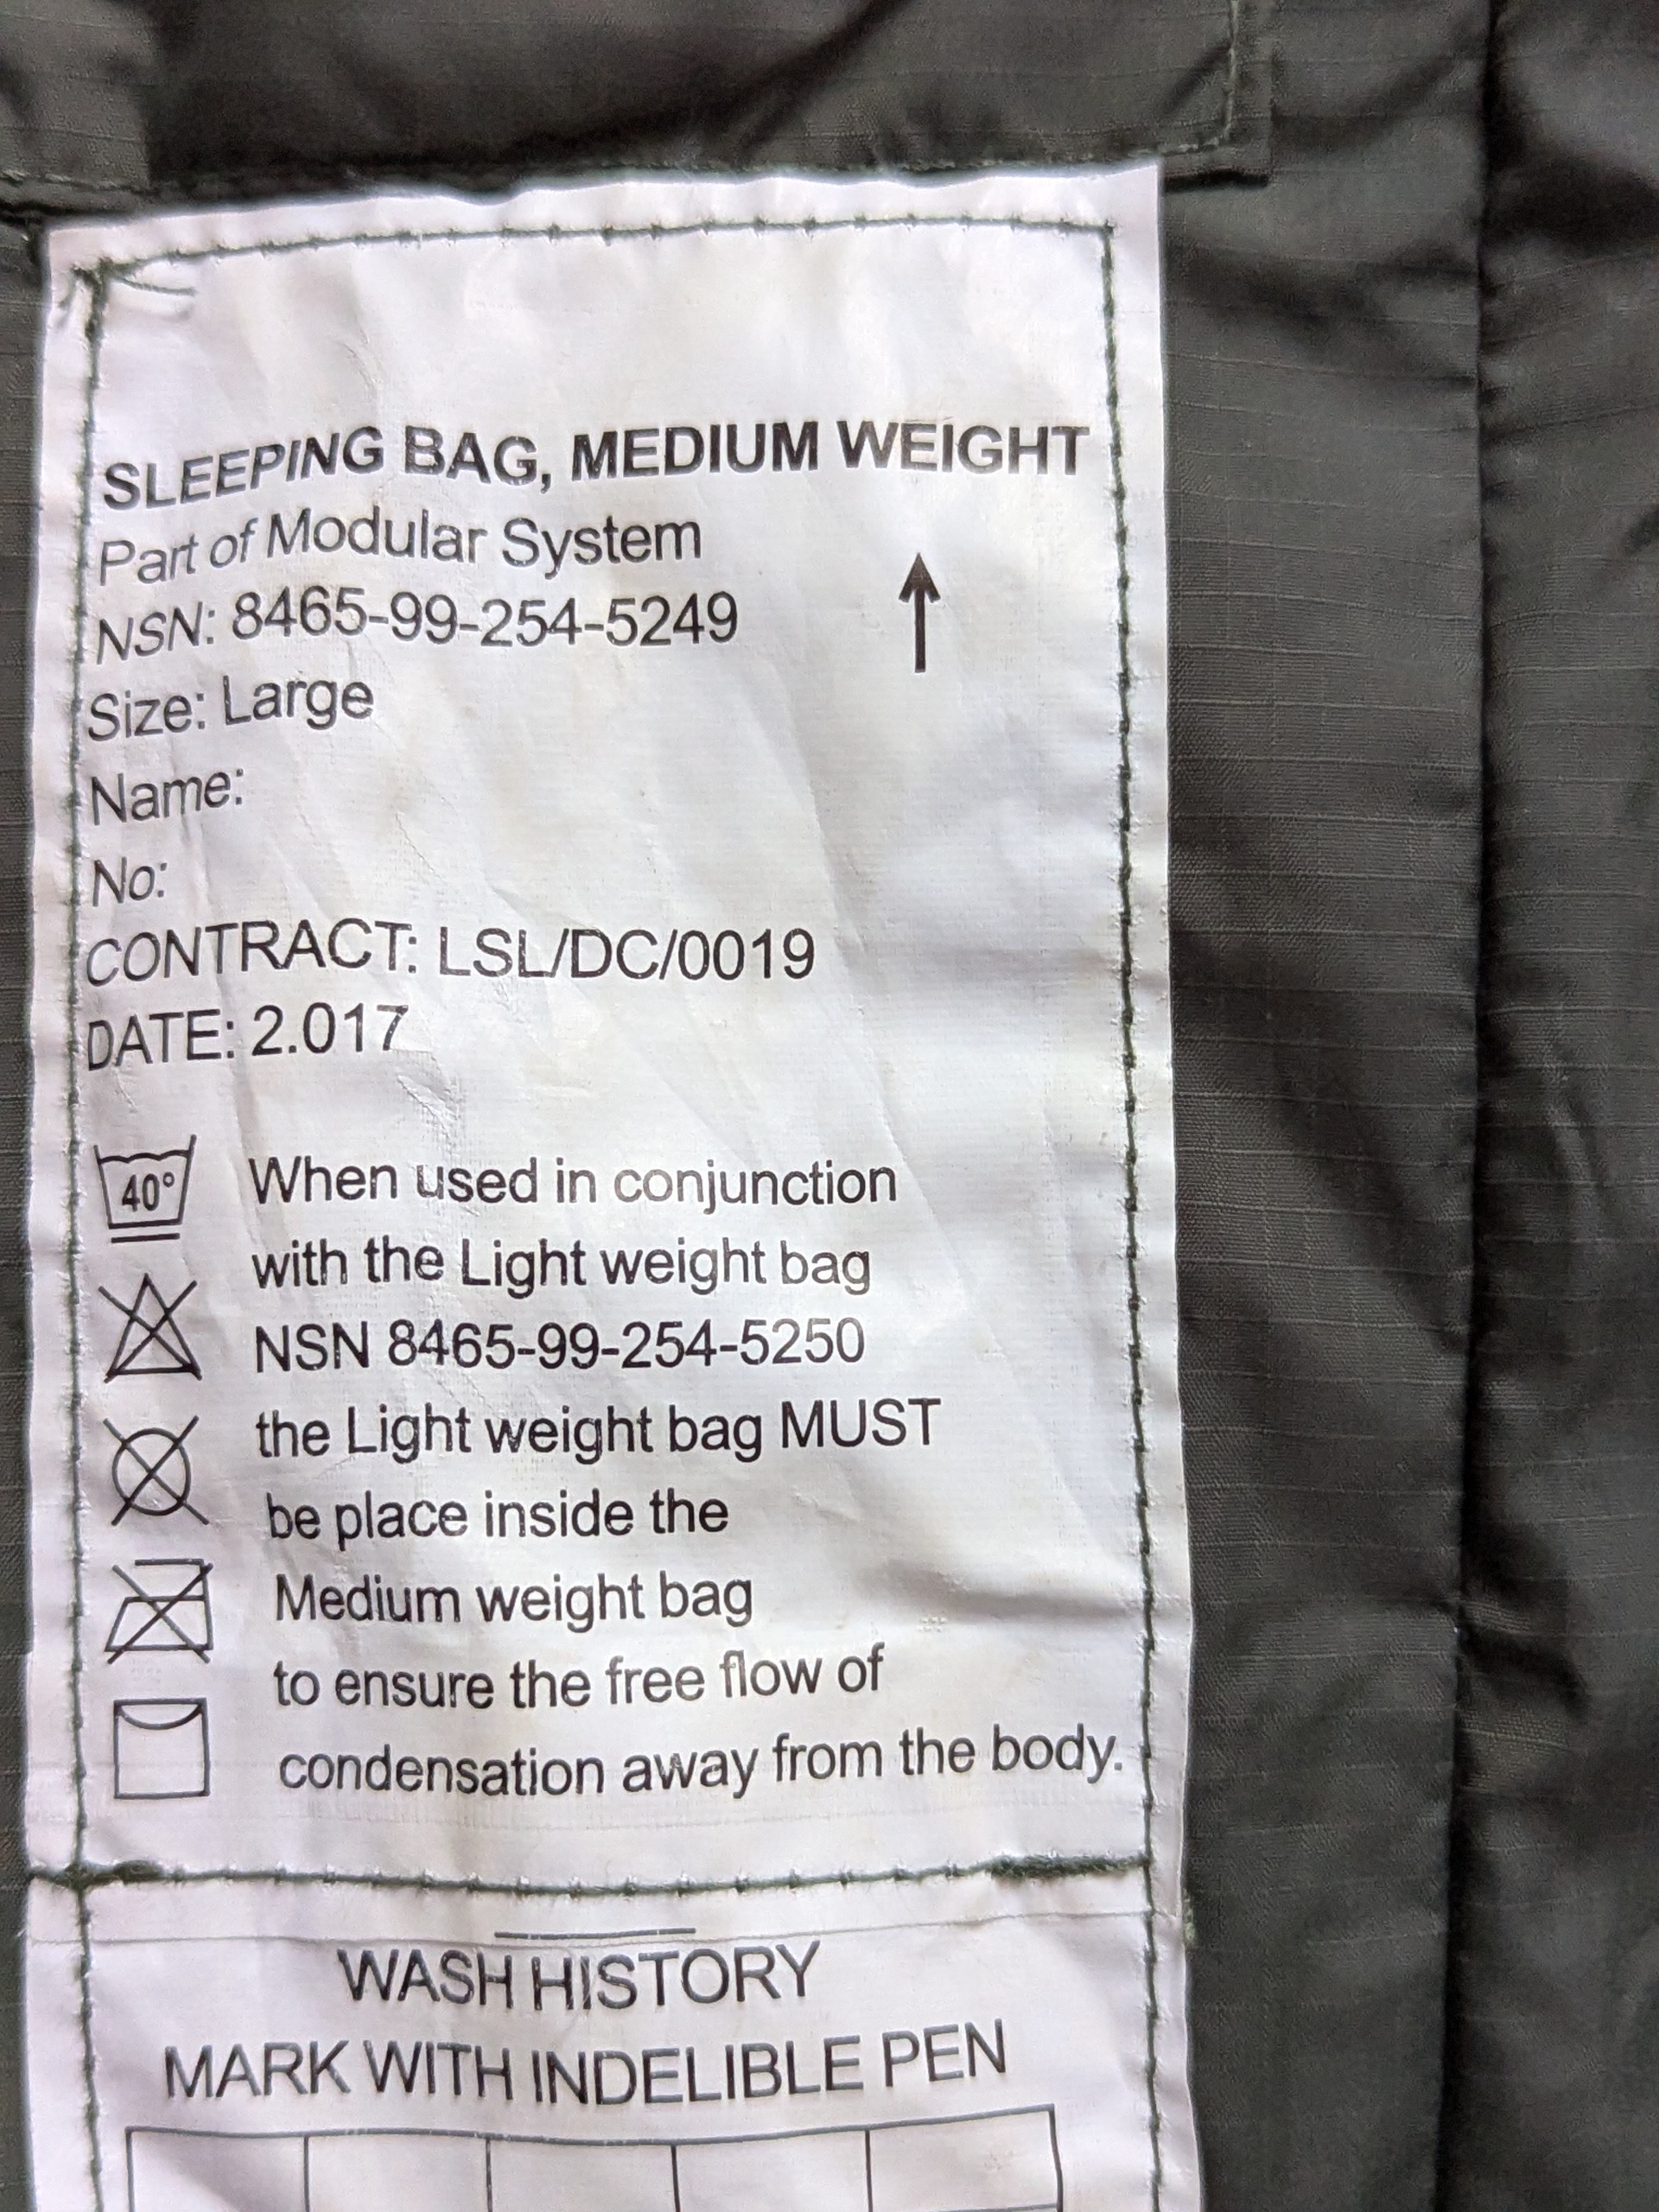 SLEEPING BAG, MEDIUM WEIGHT
Part of Modular System
NSN: 8465-99-254-5249
Size: Large
Name:
No:
CONTRACT: LSL/DC/0019
DATE: 2.017
40°
When used in conjunction
with the Light weight bag
NSN 8465-99-254-5250
the Light weight bag MUST
be place inside the
Medium weight bag
to ensure the free flow of
condensation away from the body.
WASH HISTORY
MARK WITH INDELIBLE PEN